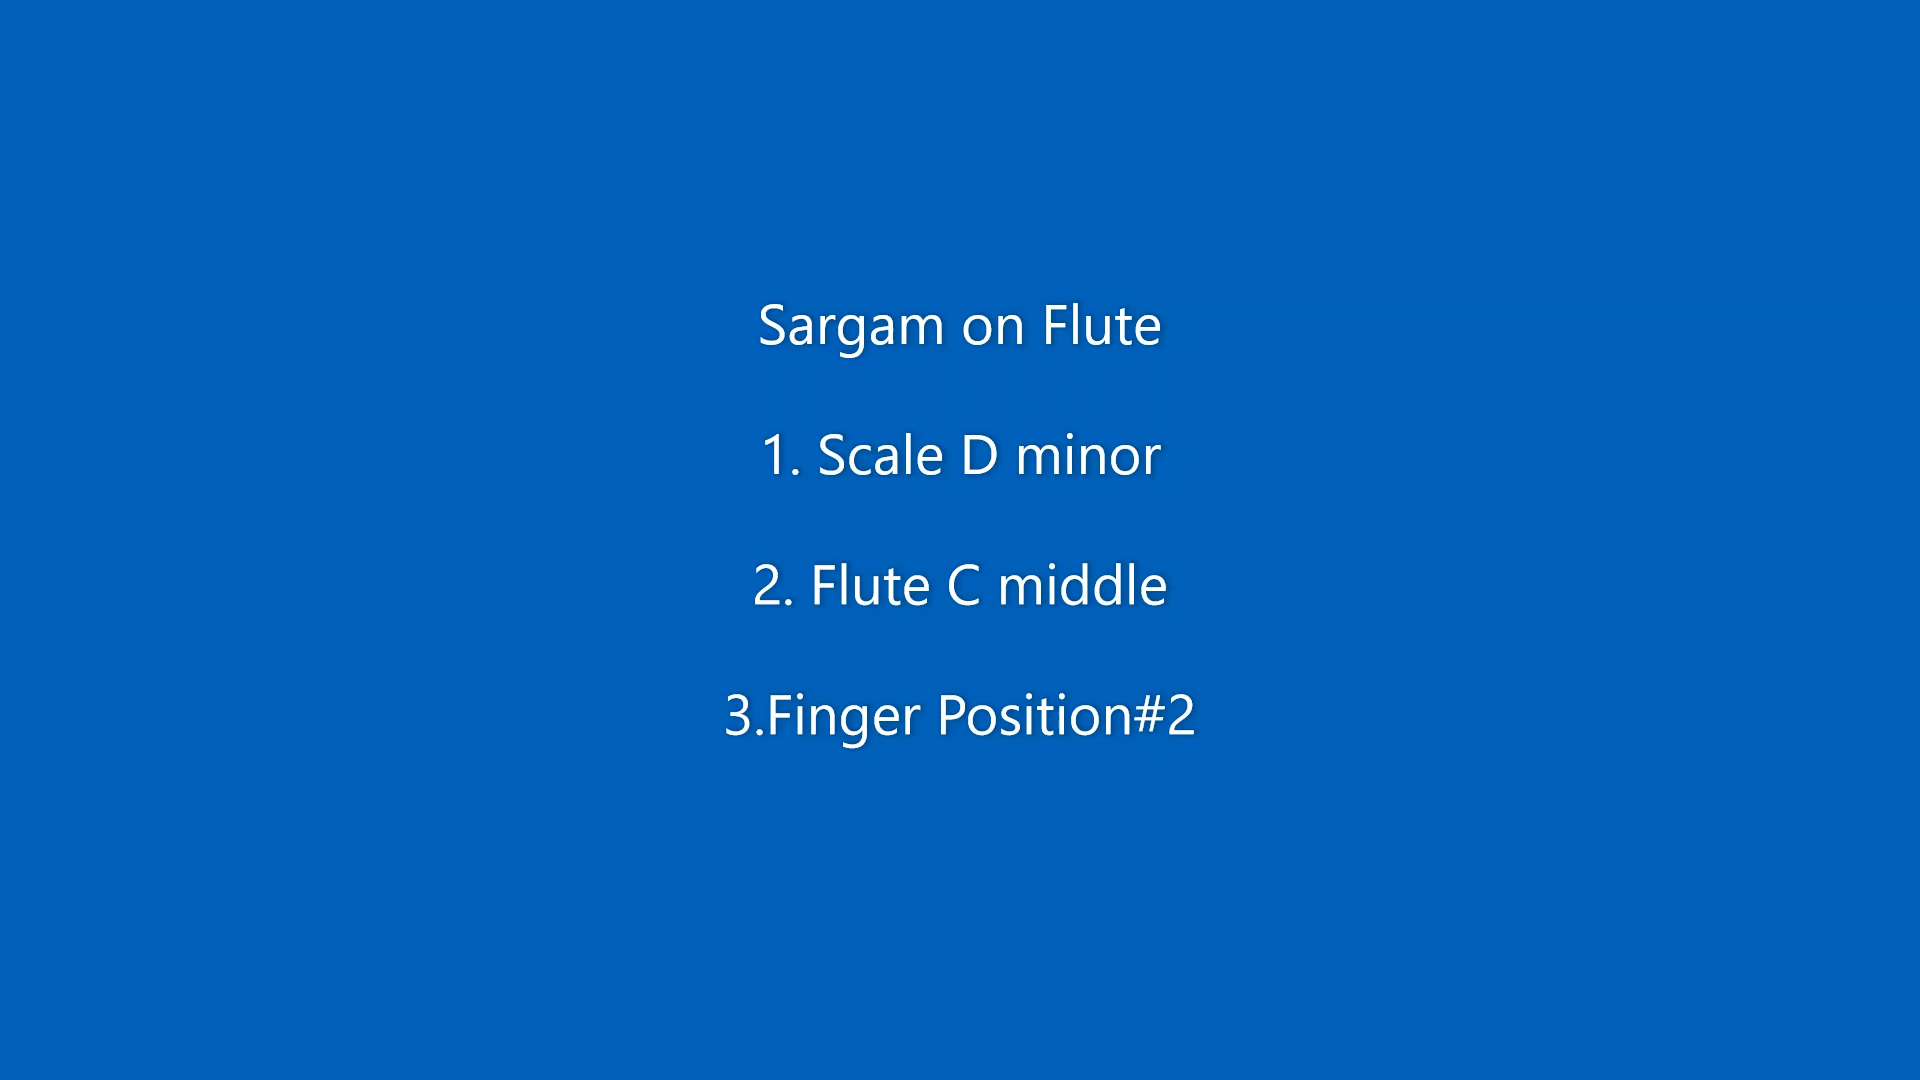 Sargam on Flute
1. Scale D minor
2. Flute C middle
3.Finger Position#2